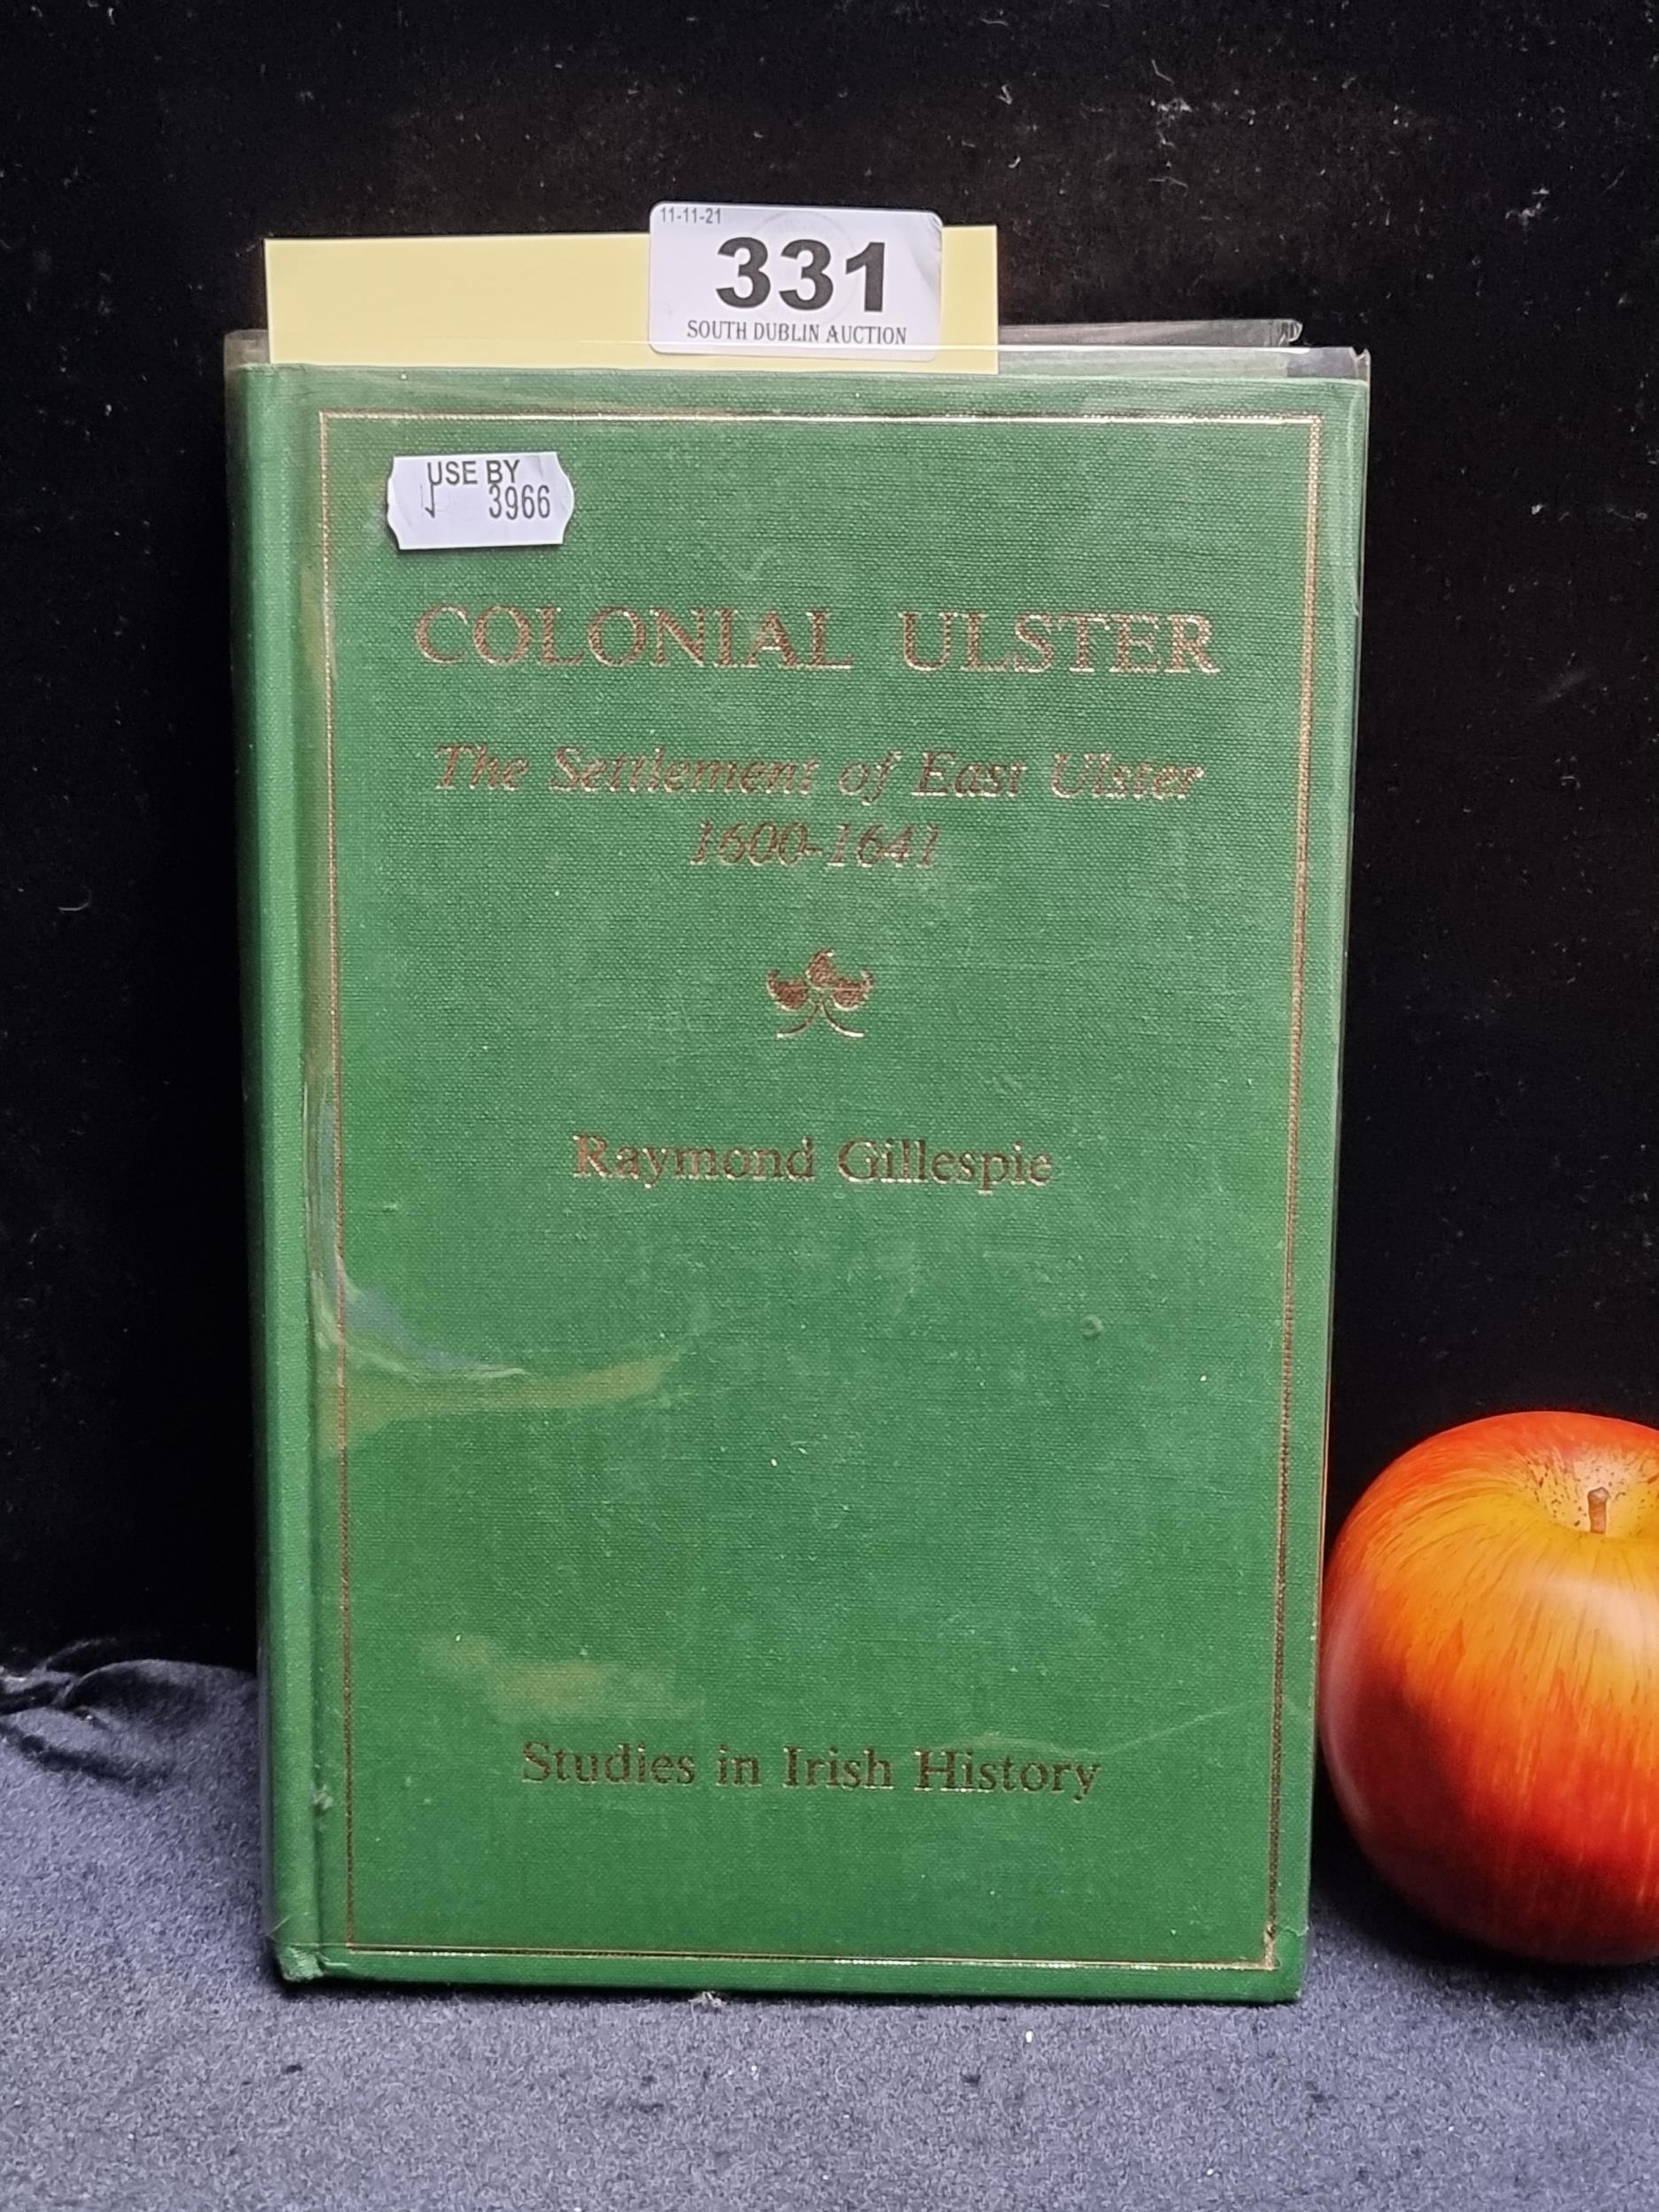 11-11-21
331
SOUTH DUBLIN AUCTION
USE BY
3966
COLONIAL ULSTER
The Settlement of East Ulster
1600-1641
Raymond Gillespie
Studies in Irish History